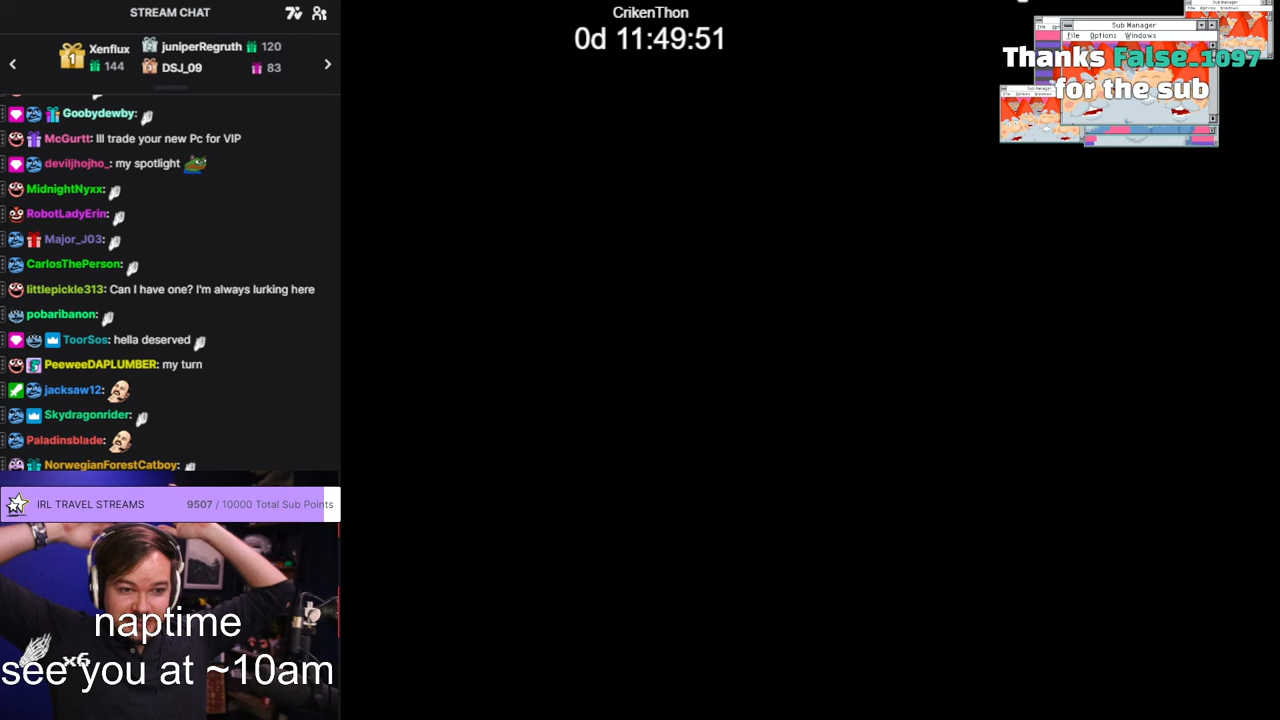 STREAM CHAT
Xenflux
144
juniperRegruth 120
DSJ_09 83
Goobydewby:
McGurtt: Ill trade your new Pc for VIP
deviljhojho_: my spotlight
MidnightNyxx:
RobotLadyErin:
Major_J03:
CarlosThePerson:
littlepickle313: Can I have one? I'm always lurking here
pobaribanon:
ToorSos: hella deserved
PeeweeDAPLUMBER: my turn
jacksaw12:
Skydragonrider:
Paladinsblade:
NorwegianForestCatboy:
IRL TRAVEL STREAMS 9507 / 10000 Total Sub Points
naptime
x6
see you at ~10am
CrikenThon
0d 11:49:51
Sub Manager
File Options Windows
Thanks False_1097
for the sub